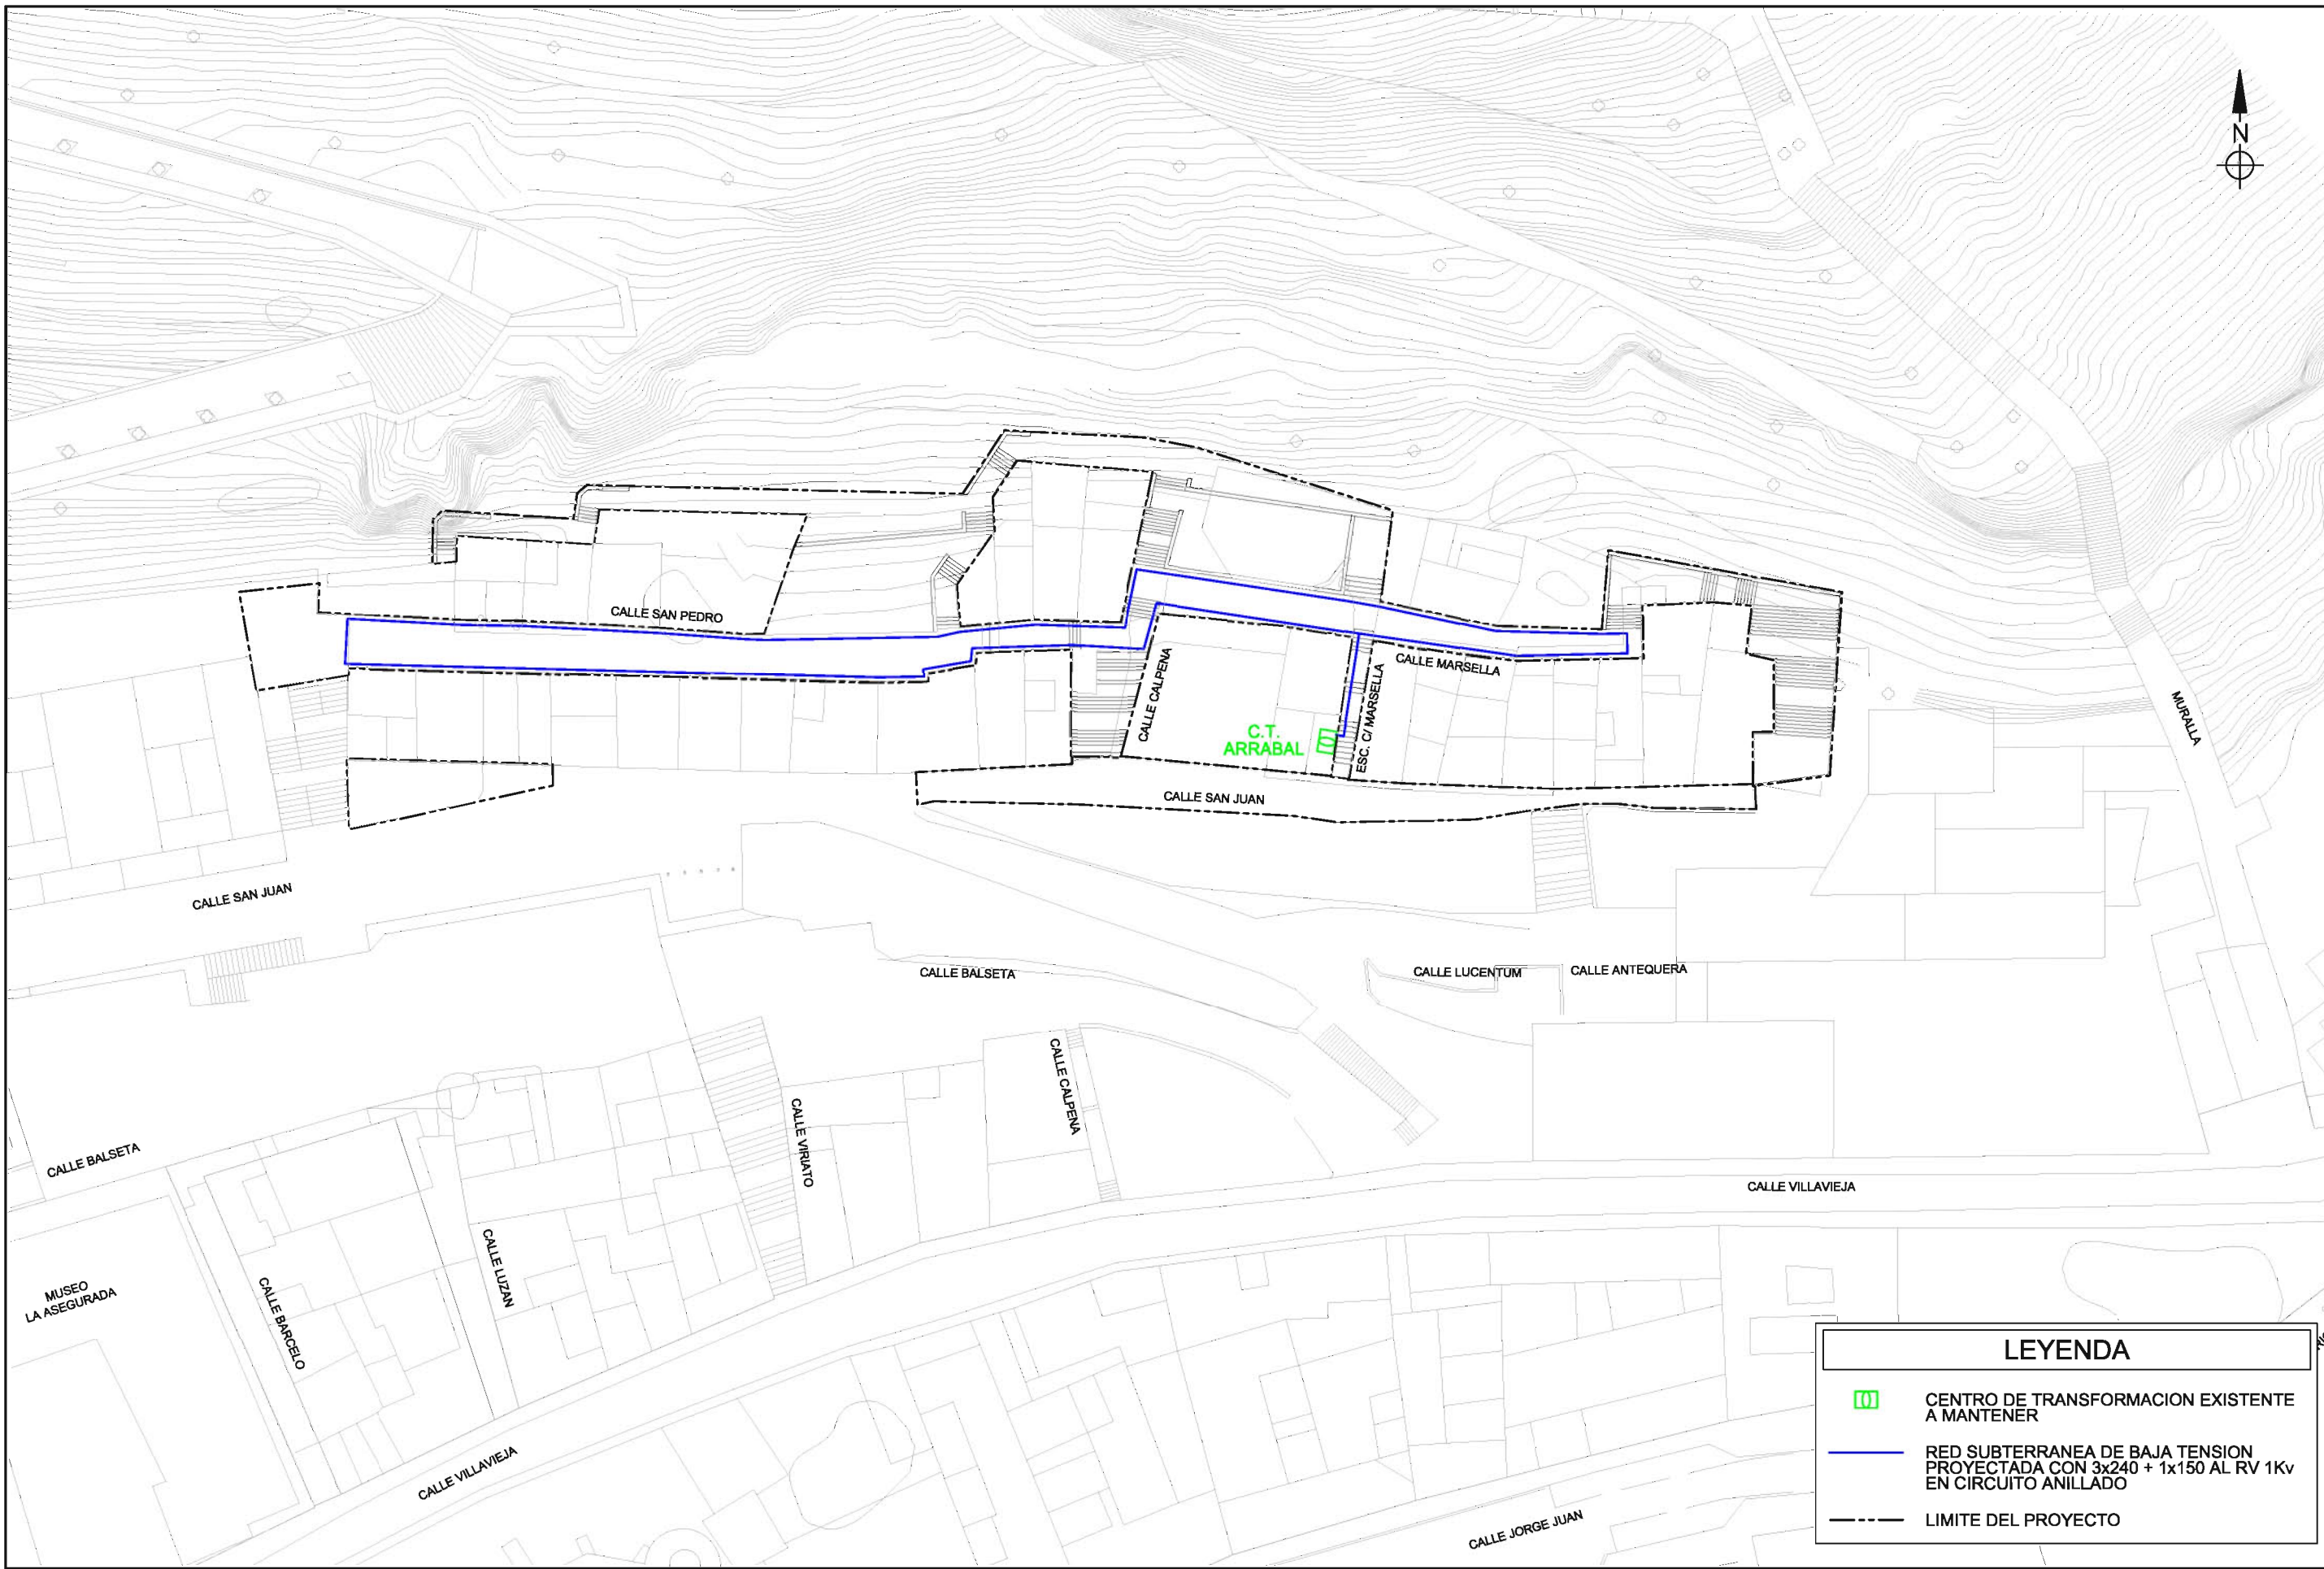 N
CALLE SAN PEDRO
CALLE MARSELLA
CALLE CALPENA
ESC. C/ MARSELLA
C.T.
ARRABAL
MURALLA
CALLE SAN JUAN
CALLE SAN JUAN
CALLE BALSETA
CALLE LUCENTUM
CALLE ANTEQUERA
CALLE CALPENA
CALLE VIRIATO
CALLE BALSETA
CALLE VILLAVIEJA
CALLE LUZAN
MUSEO
LA ASEGURADA
CALLE BARCELO
CALLE VILLAVIEJA
CALLE JORGE JUAN
LEYENDA
CENTRO DE TRANSFORMACION EXISTENTE
A MANTENER
RED SUBTERRANEA DE BAJA TENSION
PROYECTADA CON 3x240 + 1x150 AL RV 1Kv
EN CIRCUITO ANILLADO
LIMITE DEL PROYECTO